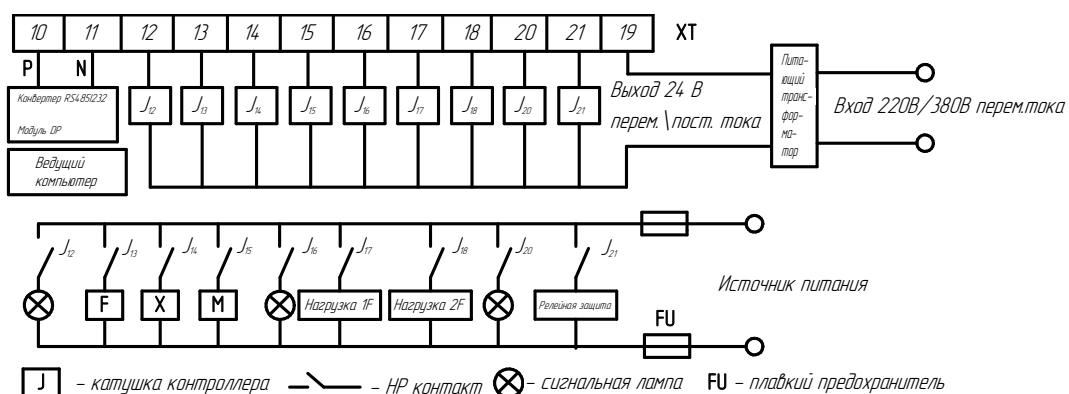 10 11 12 13 14 15 16 17 18 20 21 19 XT
P N
Конвертер RS485|232
Модуль DP
Ведущий
компьютер
J12 J13 J14 J15 J16 J17 J18 J20 J21
Выход 24 В
перем.\пост. тока
Питаю-
ющий
транс-
фор-
ма-
тор
Вход 220В/380В перем.тока
J12 J13 J14 J15 J16 J17 J18 J20 J21
F X M Нагрузка 1F Нагрузка 2F Релейная защита
Источник питания
FU
J – катушка контроллера – НР контакт – сигнальная лампа FU – плавкий предохранитель